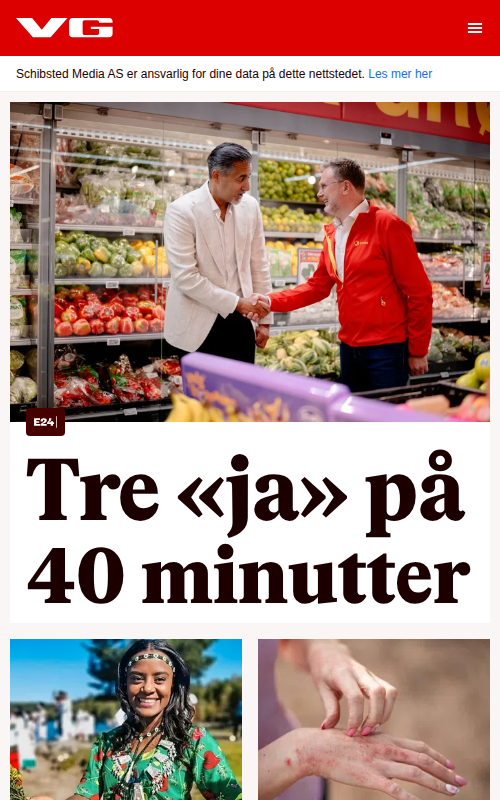 VG
Schibsted Media AS er ansvarlig for dine data på dette nettstedet. Les mer her
E24
Tre «ja» på
40 minutter